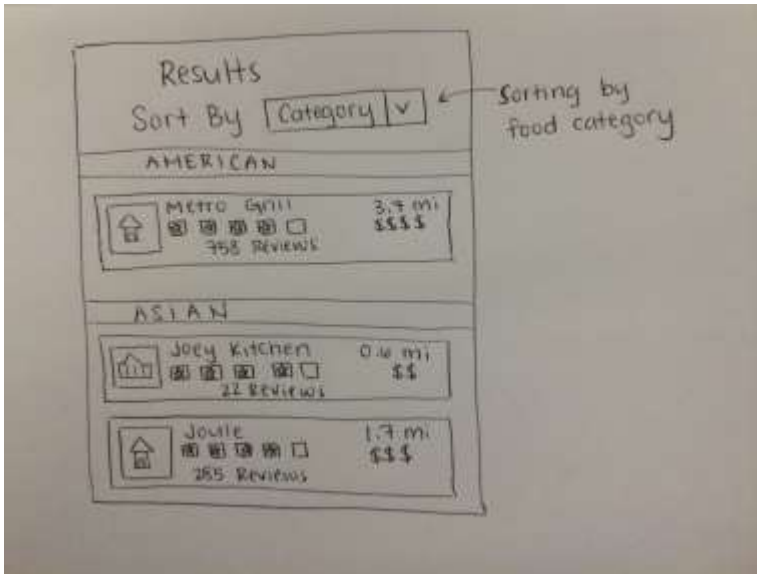 Results
Sort By Category v
Sorting by
food category
AMERICAN
Metro Grill 3.7 mi
$$$$
758 Reviews
ASIAN
Joey Kitchen 0.6 mi
$$
22 Reviews
Joule 1.7 mi
$$$
285 Reviews